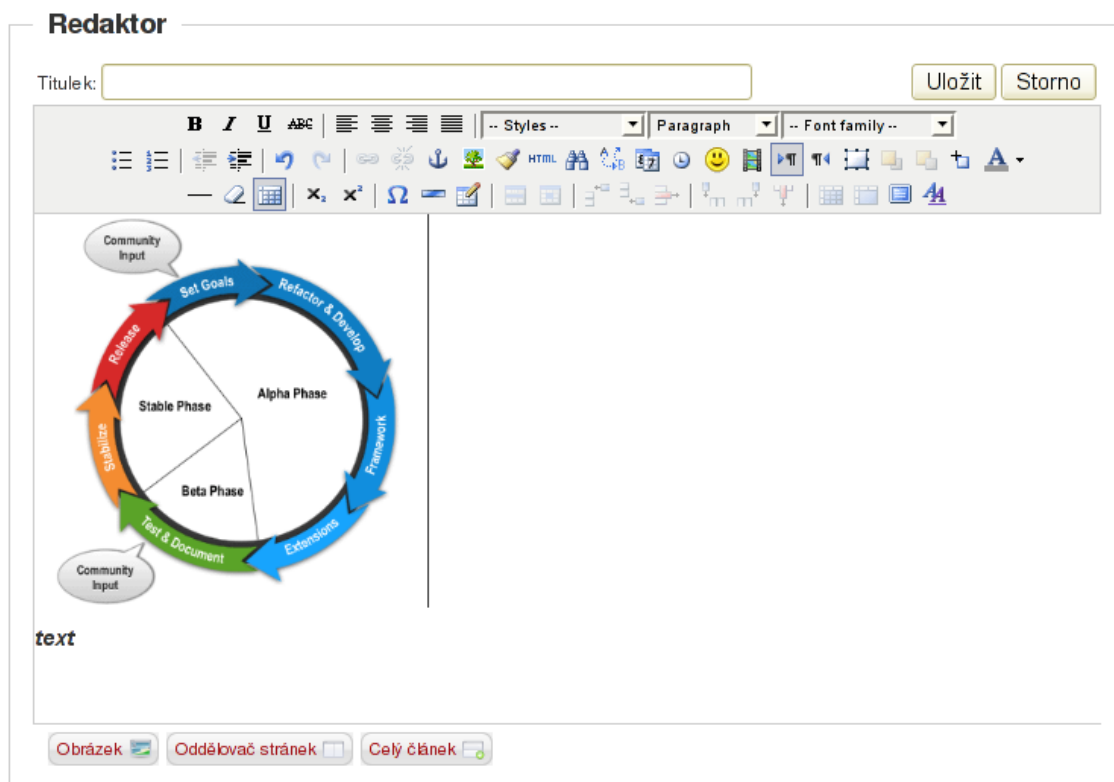 Redaktor
Titulek:
Uložit Storno
B I U ABC -- Styles -- Paragraph -- Font family --
HTML
Community
Input
Set Goals
Refactor & Develop
Release
Alpha Phase
Stable Phase
Framework
Stabilize
Beta Phase
Test & Document
Extensions
Community
Input
text
Obrázek Oddělovač stránek Celý článek